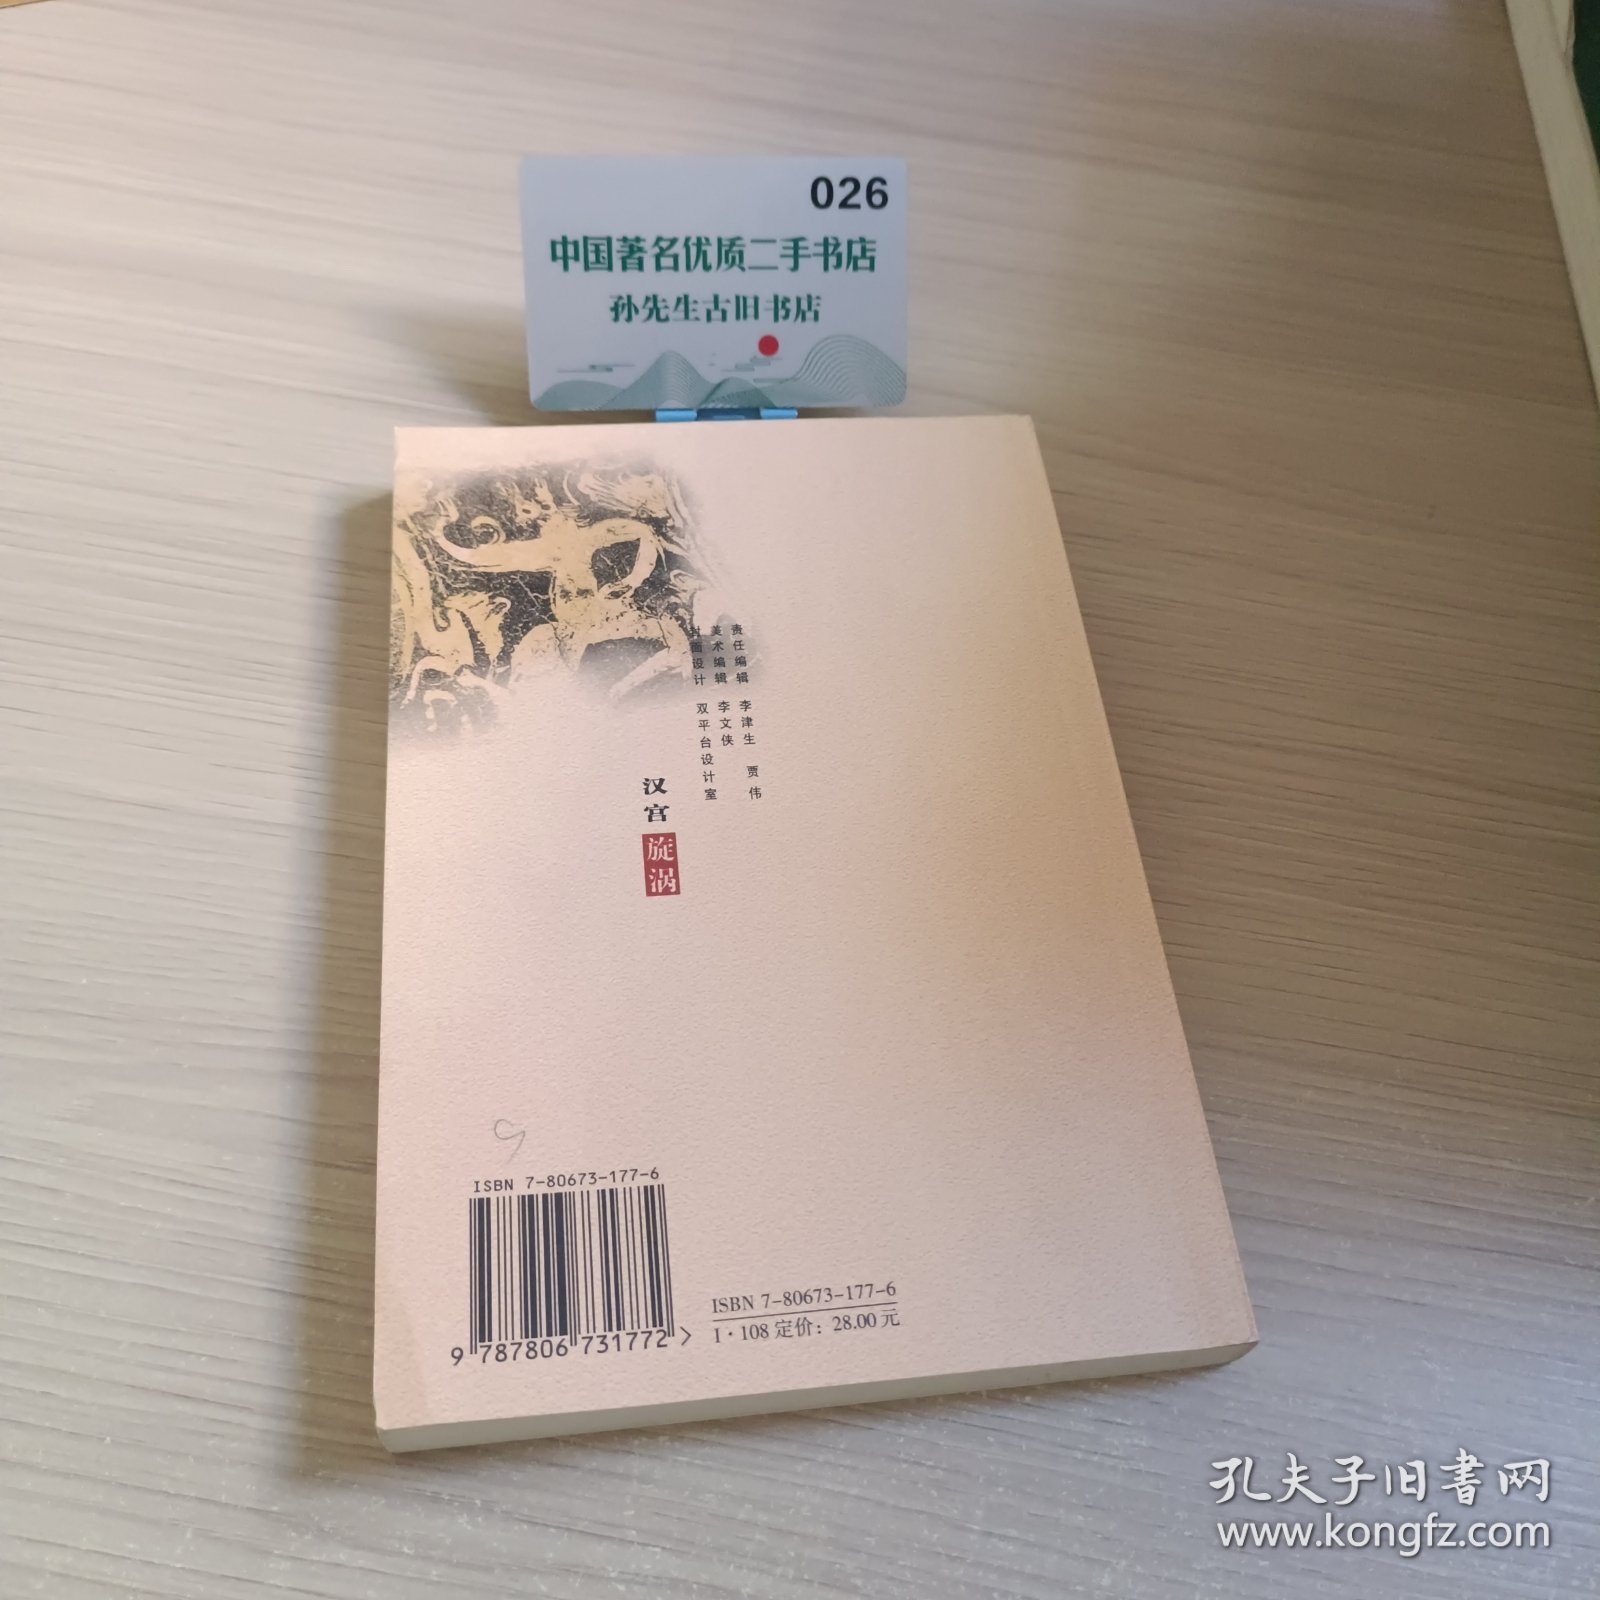 026
中国著名优质二手书店
孙先生古旧书店
责任编辑 李津生 贾伟
美术编辑 李文侠
封面设计 双平台设计室
汉宫旋涡
ISBN 7-80673-177-6
9 787806 731772 >
ISBN 7-80673-177-6
I·108 定价：28.00元
孔夫子旧书网
www.kongfz.com